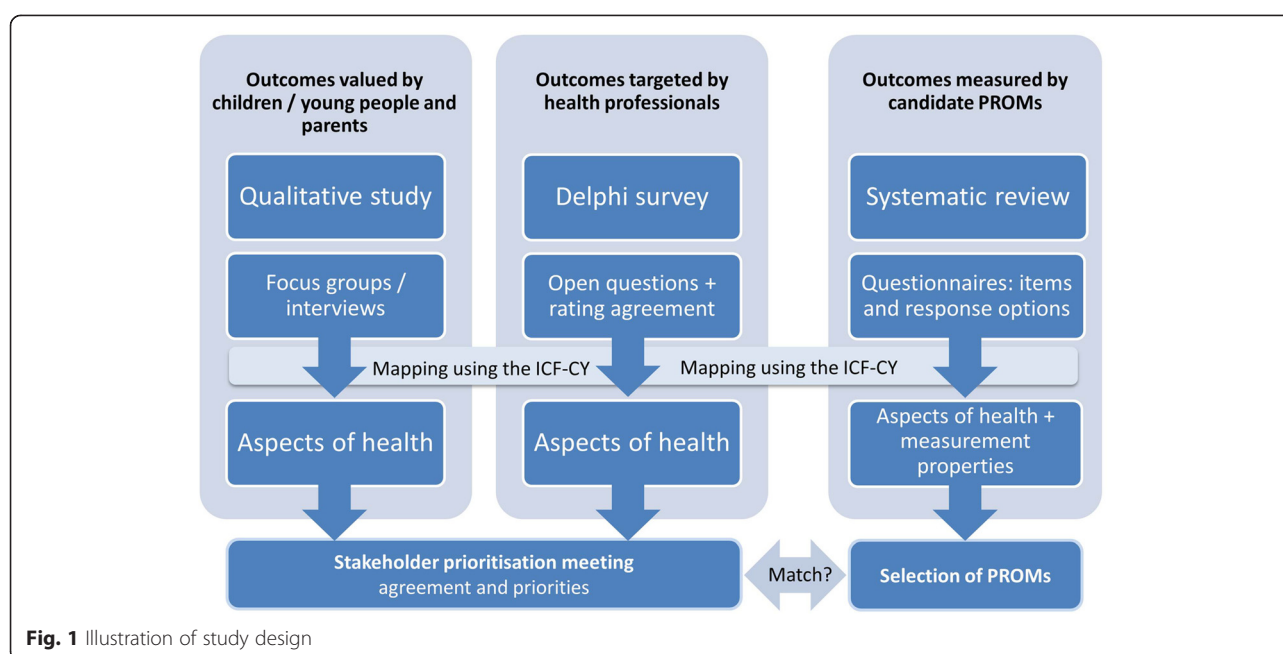 Outcomes valued by
children / young people and
parents
Qualitative study
Focus groups /
interviews
Outcomes targeted by
health professionals
Delphi survey
Open questions +
rating agreement
Outcomes measured by
candidate PROMs
Systematic review
Questionnaires: items
and response options
Mapping using the ICF-CY
Mapping using the ICF-CY
Aspects of health
Aspects of health
Aspects of health +
measurement
properties
Stakeholder prioritisation meeting
agreement and priorities
Match?
Selection of PROMs
Fig. 1 Illustration of study design